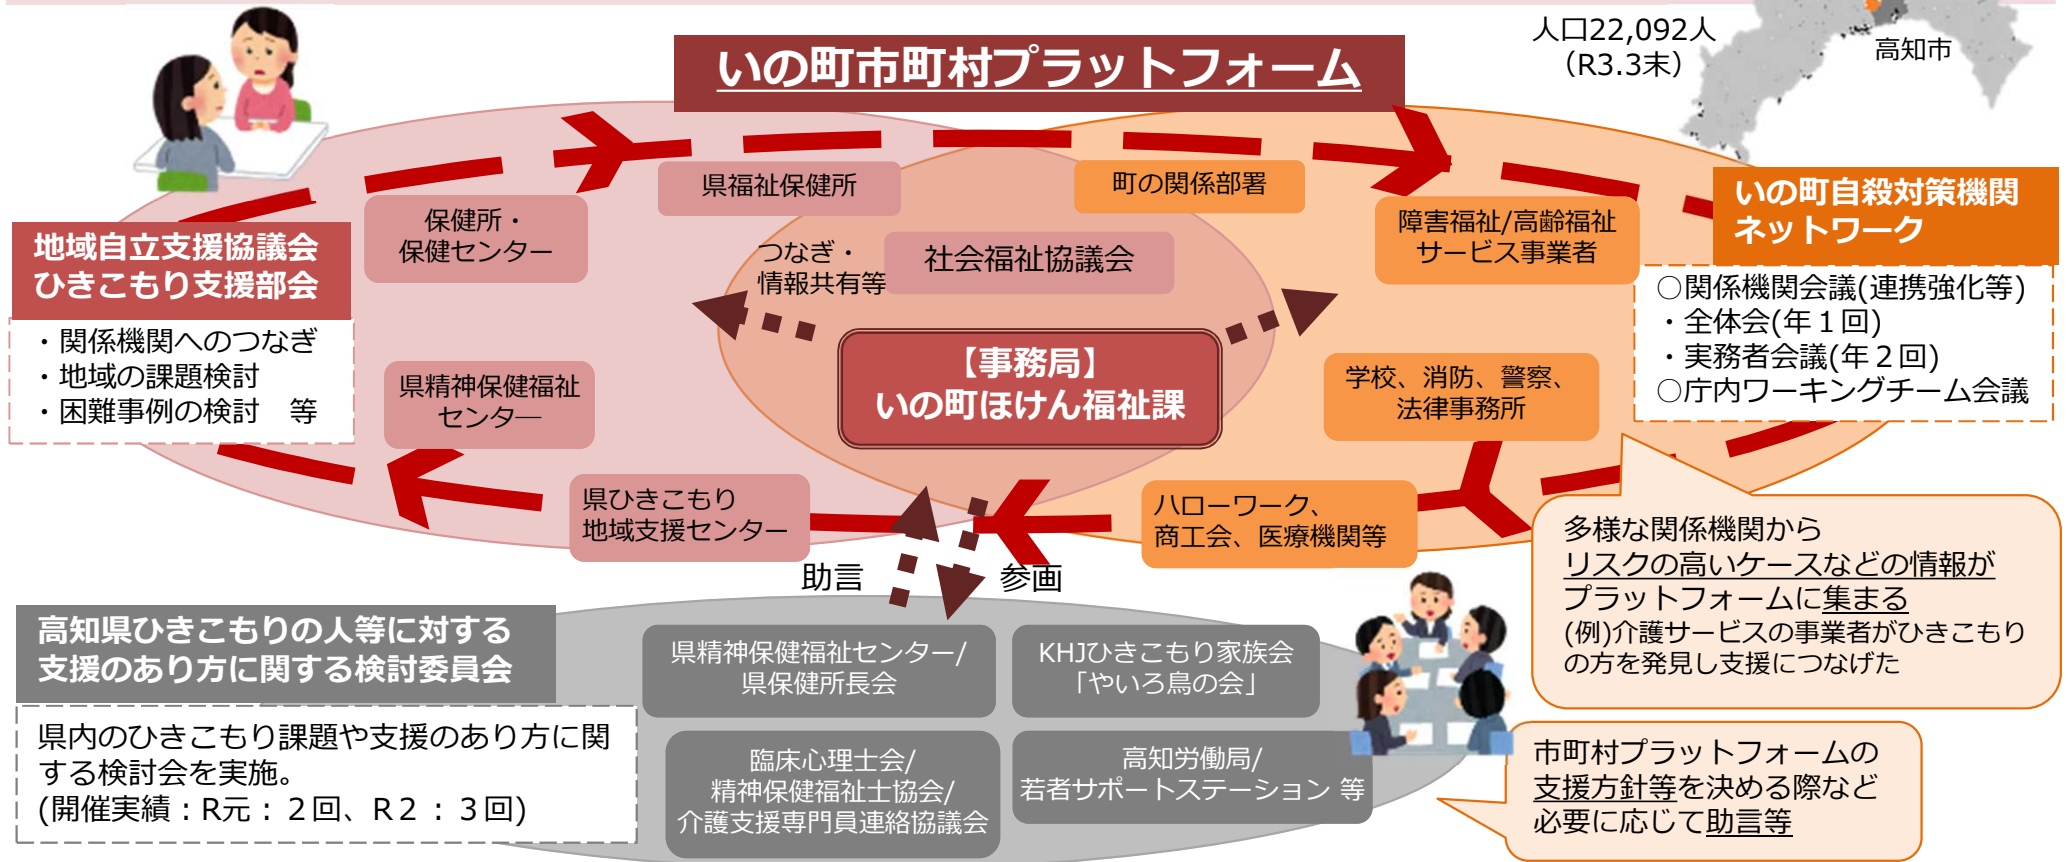 いの町市町村プラットフォーム
人口22,092人
（R3.3末）
高知市
県福祉保健所
町の関係部署
保健所・
保健センター
障害福祉/高齢福祉
サービス事業者
いの町自殺対策機関
ネットワーク
○関係機関会議(連携強化等)
・全体会(年１回)
・実務者会議(年２回)
○庁内ワーキングチーム会議
地域自立支援協議会
ひきこもり支援部会
・関係機関へのつなぎ
・地域の課題検討
・困難事例の検討　等
つなぎ・
情報共有等
社会福祉協議会
【事務局】
いの町ほけん福祉課
県精神保健福祉
センター
学校、消防、警察、
法律事務所
県ひきこもり
地域支援センター
ハローワーク、
商工会、医療機関等
助言
参画
多様な関係機関から
リスクの高いケースなどの情報が
プラットフォームに集まる
(例)介護サービスの事業者がひきこもり
の方を発見し支援につなげた
高知県ひきこもりの人等に対する
支援のあり方に関する検討委員会
県内のひきこもり課題や支援のあり方に関
する検討会を実施。
(開催実績：R元：２回、R２：３回)
県精神保健福祉センター/
県保健所長会
KHJひきこもり家族会
「やいろ鳥の会」
臨床心理士会/
精神保健福祉士協会/
介護支援専門員連絡協議会
高知労働局/
若者サポートステーション 等
市町村プラットフォームの
支援方針等を決める際など
必要に応じて助言等